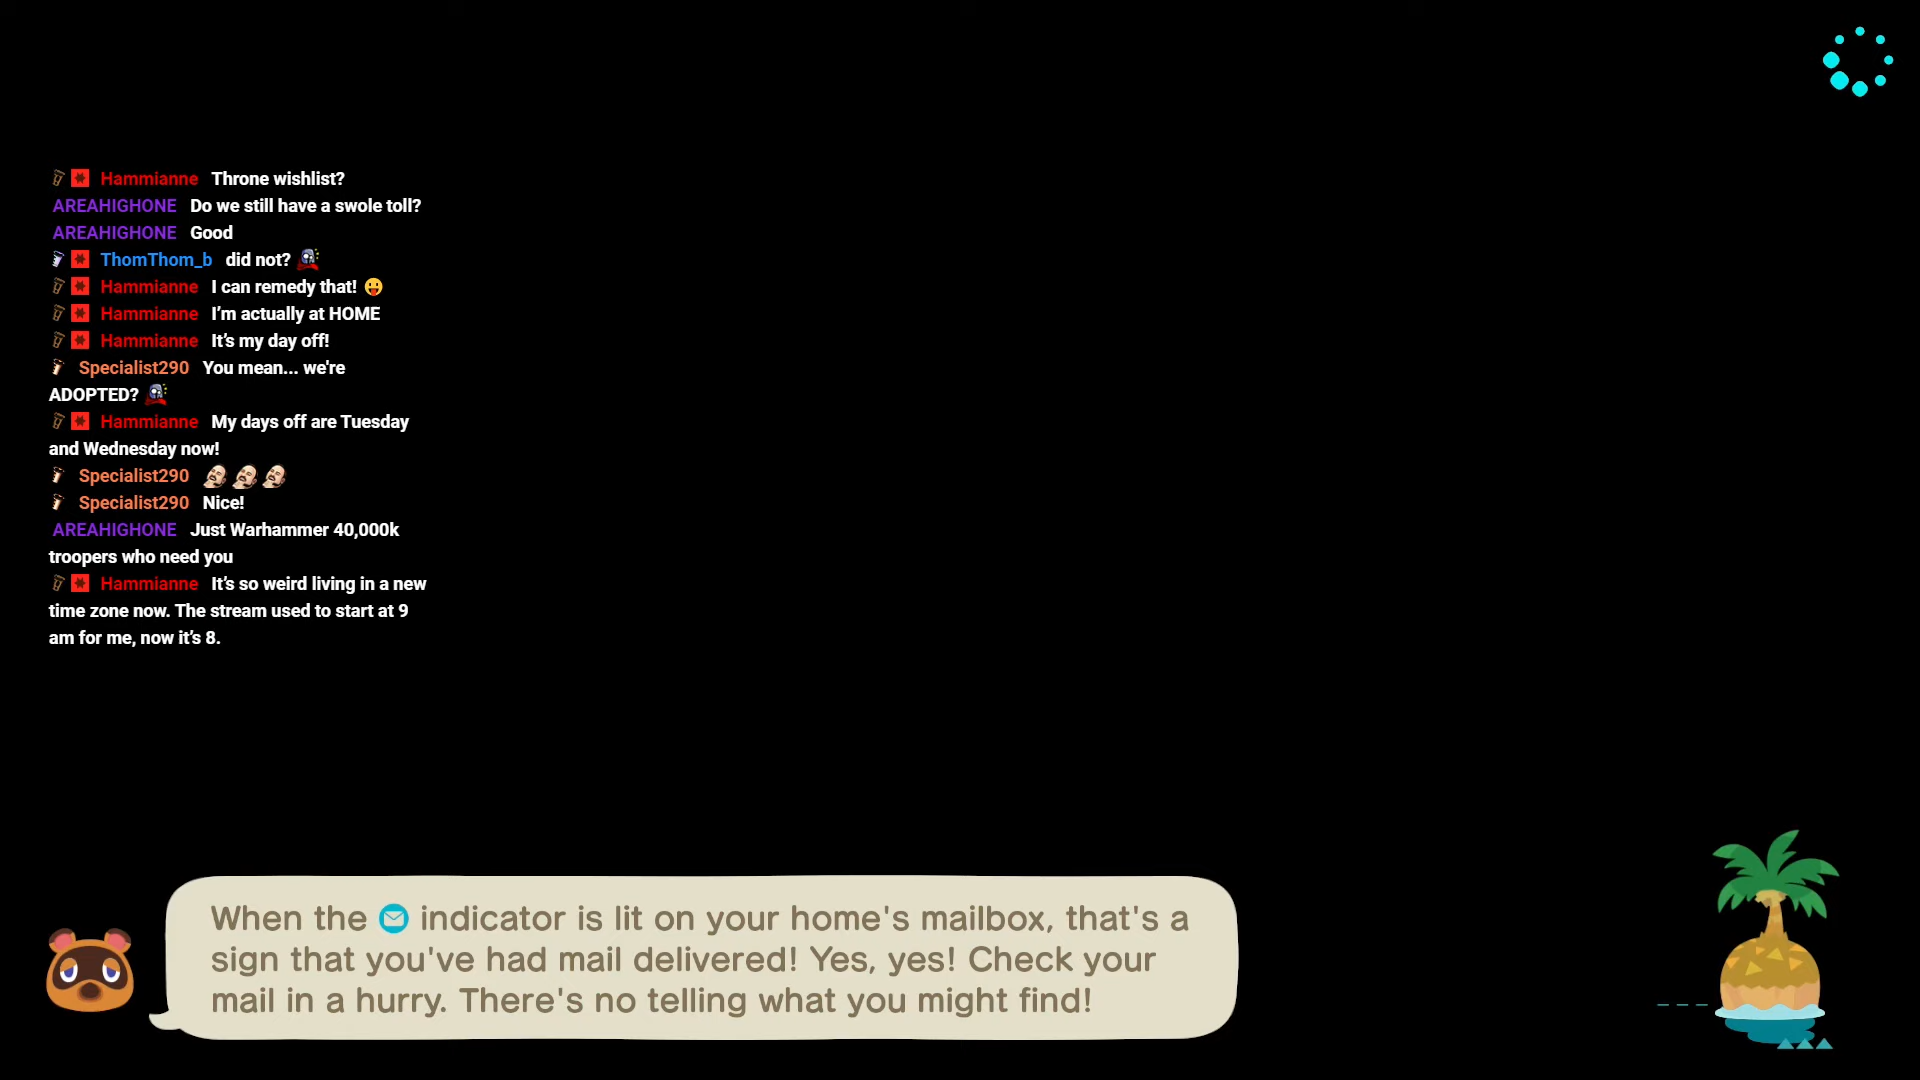 Hammianne Throne wishlist?
AREAHIGHONE Do we still have a swole toll?
AREAHIGHONE Good
ThomThom_b did not?
Hammianne I can remedy that! 😛
Hammianne I’m actually at HOME
Hammianne It’s my day off!
Specialist290 You mean... we're
ADOPTED?
Hammianne My days off are Tuesday
and Wednesday now!
Specialist290
Specialist290 Nice!
AREAHIGHONE Just Warhammer 40,000k
troopers who need you
Hammianne It’s so weird living in a new
time zone now. The stream used to start at 9
am for me, now it’s 8.
When the indicator is lit on your home's mailbox, that's a
sign that you've had mail delivered! Yes, yes! Check your
mail in a hurry. There's no telling what you might find!